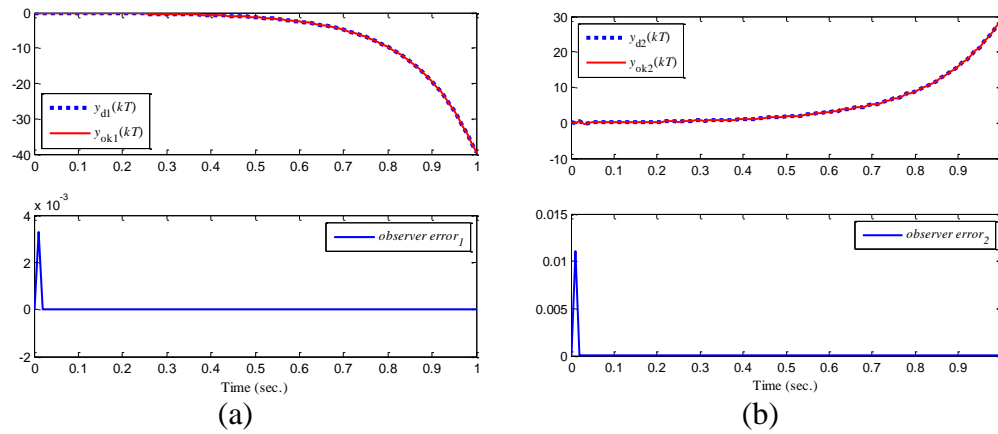 0
-10
-20
-30
-40
y_d1(kT)
y_ok1(kT)
0 0.1 0.2 0.3 0.4 0.5 0.6 0.7 0.8 0.9 1
x 10^-3
4
2
0
-2
observer error_1
0 0.1 0.2 0.3 0.4 0.5 0.6 0.7 0.8 0.9 1
Time (sec.)
(a)
30
20
10
0
-10
y_d2(kT)
y_ok2(kT)
0 0.1 0.2 0.3 0.4 0.5 0.6 0.7 0.8 0.9
0.015
0.01
0.005
0
observer error_2
0 0.1 0.2 0.3 0.4 0.5 0.6 0.7 0.8 0.9
Time (sec.)
(b)